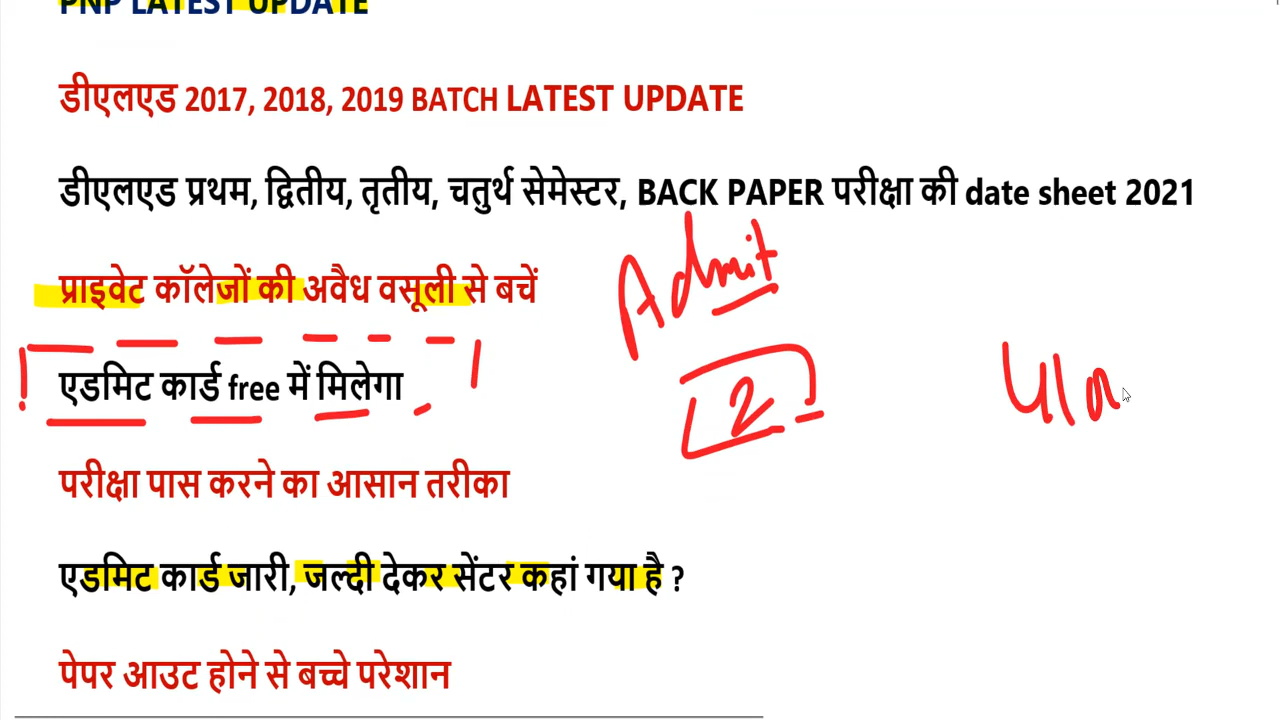 PNP LATEST UPDATE
डीएलएड 2017, 2018, 2019 BATCH LATEST UPDATE
डीएलएड प्रथम, द्वितीय, तृतीय, चतुर्थ सेमेस्टर, BACK PAPER परीक्षा की date sheet 2021
प्राइवेट कॉलेजों की अवैध वसूली से बचें
Admit
एडमिट कार्ड free में मिलेगा
2
परीक्षा पास करने का आसान तरीका
एडमिट कार्ड जारी, जल्दी देकर सेंटर कहां गया है ?
पेपर आउट होने से बच्चे परेशान